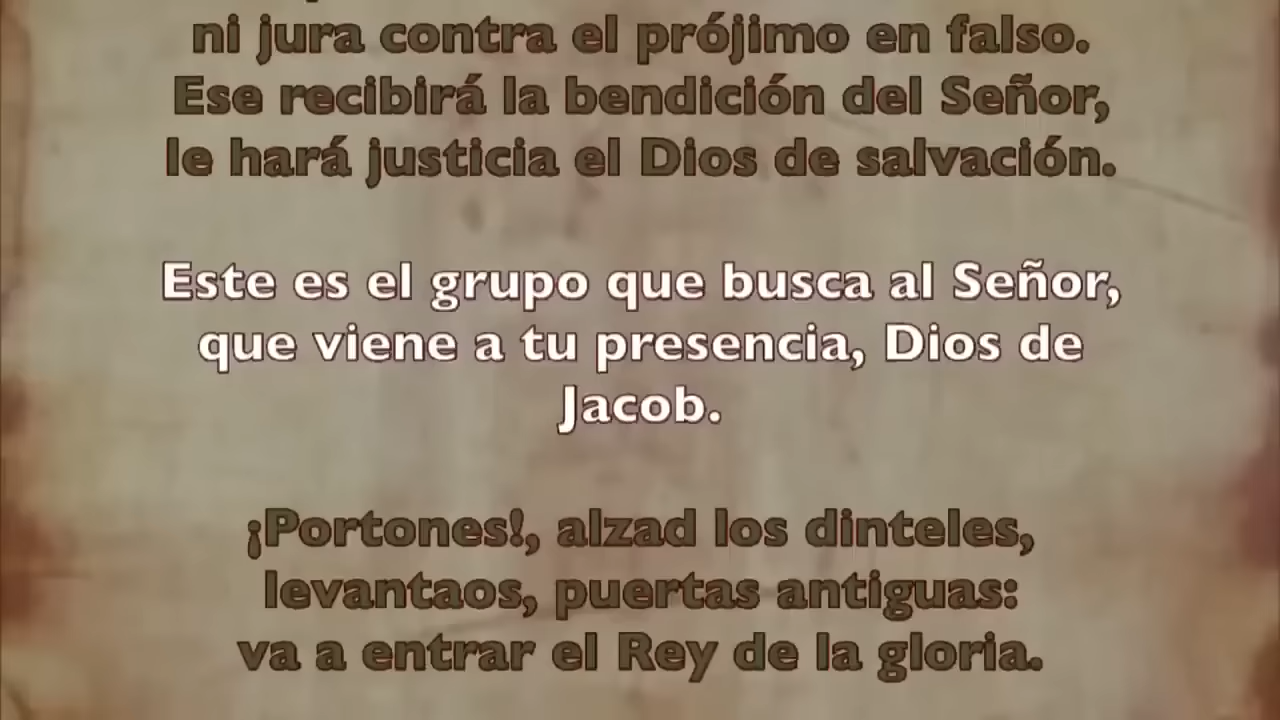 ni jura contra el prójimo en falso.
Ese recibirá la bendición del Señor,
le hará justicia el Dios de salvación.
Este es el grupo que busca al Señor,
que viene a tu presencia, Dios de
Jacob.
¡Portones!, alzad los dinteles,
levantaos, puertas antiguas:
va a entrar el Rey de la gloria.